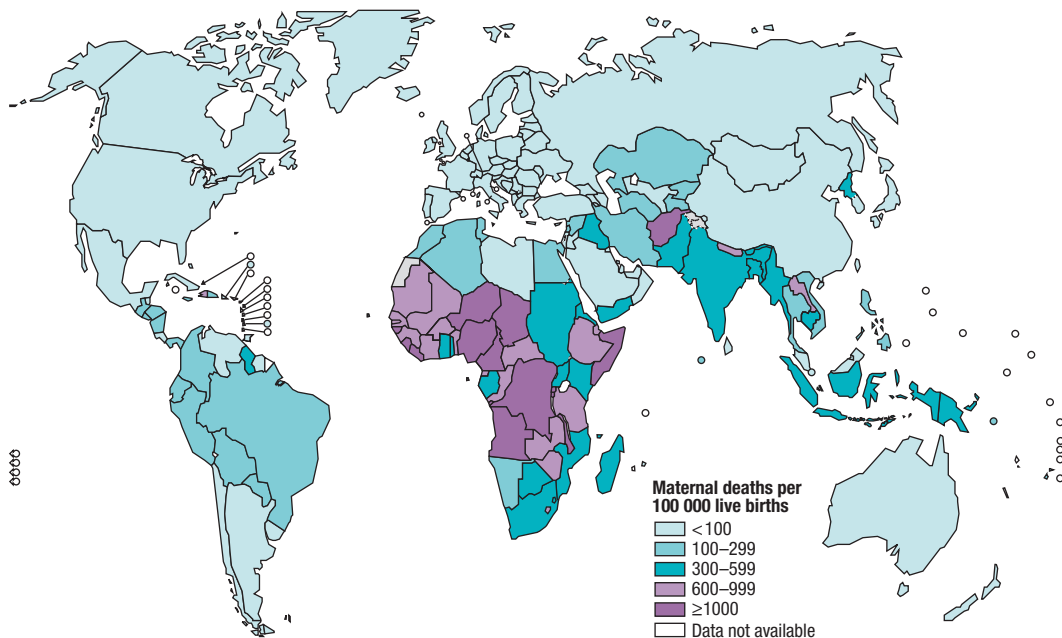 Maternal deaths per
100 000 live births
<100
100–299
300–599
600–999
≥1000
Data not available